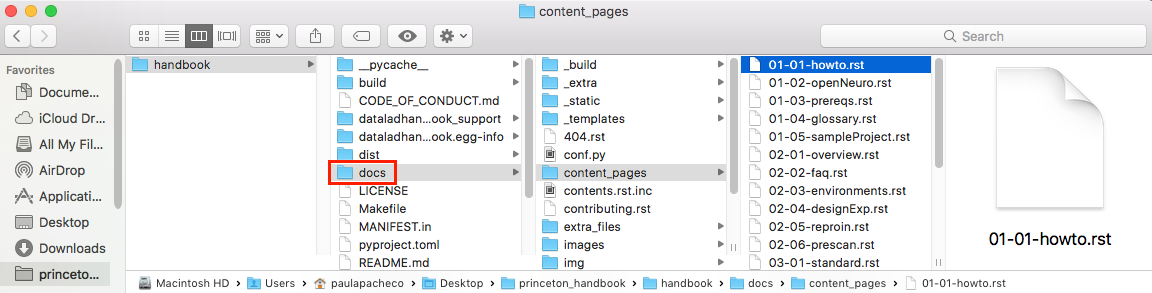 content_pages
Search
Favorites
Docume...
iCloud Dr...
All My Fil...
AirDrop
Applicati...
Desktop
Downloads
princeto...
handbook
__pycache__
build
CODE_OF_CONDUCT.md
dataladhan...ook_support
dataladhan...ook.egg-info
dist
docs
LICENSE
Makefile
MANIFEST.in
pyproject.toml
README.md
_build
_extra
_static
_templates
404.rst
conf.py
content_pages
contents.rst.inc
contributing.rst
extra_files
images
img
01-01-howto.rst
01-02-openNeuro.rst
01-03-prereqs.rst
01-04-glossary.rst
01-05-sampleProject.rst
02-01-overview.rst
02-02-faq.rst
02-03-environments.rst
02-04-designExp.rst
02-05-reproin.rst
02-06-prescan.rst
03-01-standard.rst
01-01-howto.rst
Macintosh HD Users paulapacheco Desktop princeton_handbook handbook docs content_pages 01-01-howto.rst